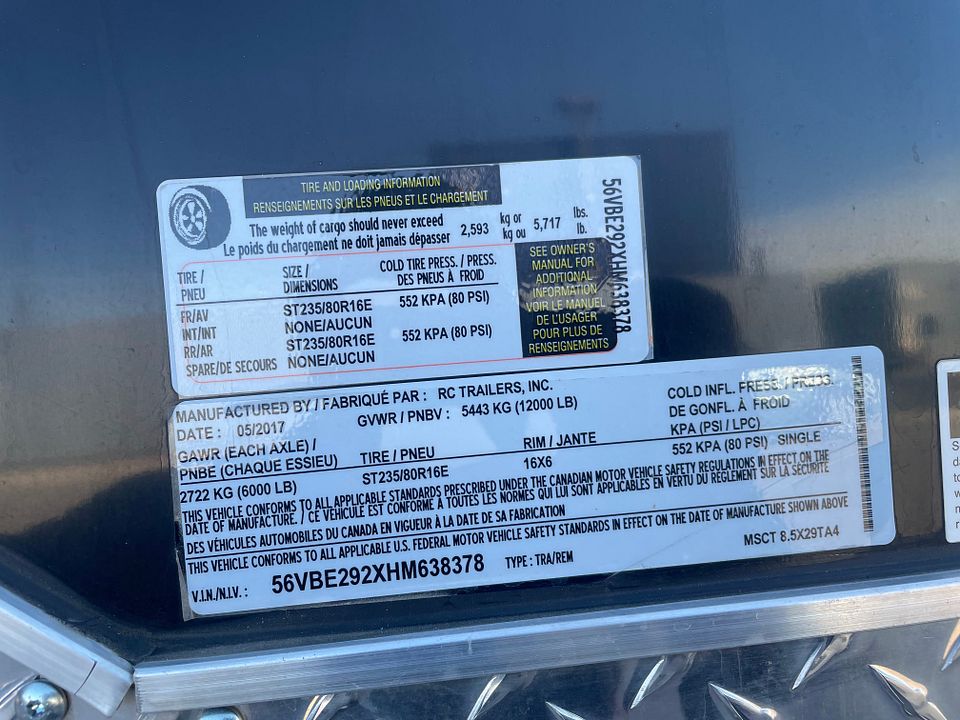 TIRE AND LOADING INFORMATION
RENSEIGNEMENTS SUR LES PNEUS ET LE CHARGEMENT
The weight of cargo should never exceed 2,593 kg or 5,717 lbs.
Le poids du chargement ne doit jamais dépasser kg ou lb.
TIRE / SIZE / COLD TIRE PRESS. / PRESS.
PNEU DIMENSIONS DES PNEUS À FROID
FR/AV ST235/80R16E 552 KPA (80 PSI)
INT/INT NONE/AUCUN
RR/AR ST235/80R16E 552 KPA (80 PSI)
SPARE/DE SECOURS NONE/AUCUN
SEE OWNER'S
MANUAL FOR
ADDITIONAL
INFORMATION
VOIR LE MANUEL
DE L'USAGER
POUR PLUS DE
RENSEIGNEMENTS
56VBE292XHM638378
MANUFACTURED BY / FABRIQUÉ PAR : RC TRAILERS, INC.
DATE : 05/2017 GVWR / PNBV : 5443 KG (12000 LB)
COLD INFL. PRESS. / PRESS.
DE GONFL. À FROID
KPA (PSI / LPC)
GAWR (EACH AXLE) /
PNBE (CHAQUE ESSIEU) TIRE / PNEU RIM / JANTE
2722 KG (6000 LB) ST235/80R16E 16X6 552 KPA (80 PSI) SINGLE
THIS VEHICLE CONFORMS TO ALL APPLICABLE STANDARDS PRESCRIBED UNDER THE CANADIAN MOTOR VEHICLE SAFETY REGULATIONS IN EFFECT ON THE
DATE OF MANUFACTURE. / CE VÉHICULE EST CONFORME À TOUTES LES NORMES QUI LUI SONT APPLICABLES EN VERTU DU RÈGLEMENT SUR LA SÉCURITÉ
DES VÉHICULES AUTOMOBILES DU CANADA EN VIGUEUR À LA DATE DE SA FABRICATION
THIS VEHICLE CONFORMS TO ALL APPLICABLE U.S. FEDERAL MOTOR VEHICLE SAFETY STANDARDS IN EFFECT ON THE DATE OF MANUFACTURE SHOWN ABOVE
V.I.N./N.I.V. : 56VBE292XHM638378 TYPE : TRA/REM MSCT 8.5X29TA4